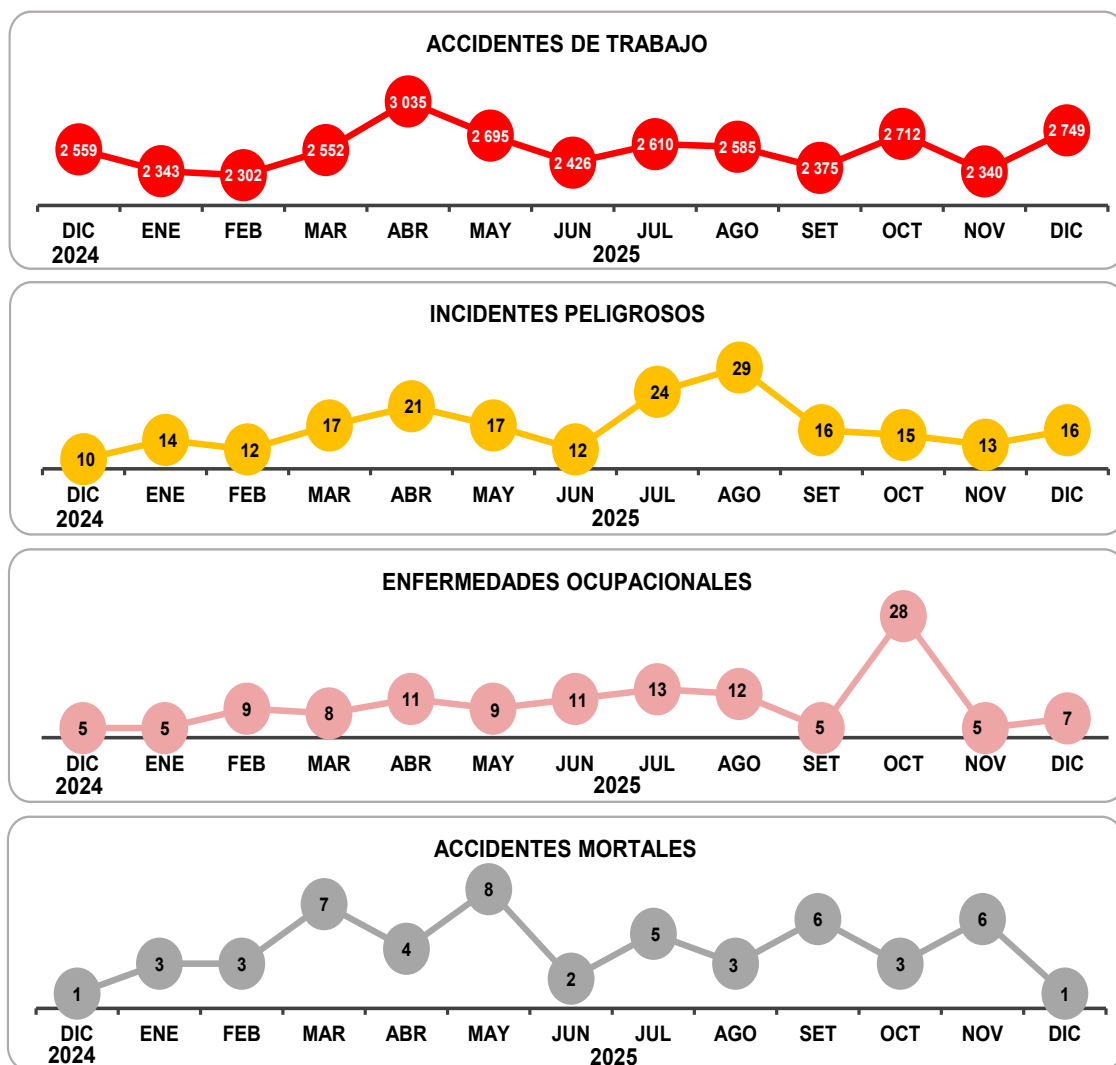 ACCIDENTES DE TRABAJO
2 559 2 343 2 302 2 552 3 035 2 695 2 426 2 610 2 585 2 375 2 712 2 340 2 749
DIC ENE FEB MAR ABR MAY JUN JUL AGO SET OCT NOV DIC
2024 2025
INCIDENTES PELIGROSOS
10 14 12 17 21 17 12 24 29 16 15 13 16
DIC ENE FEB MAR ABR MAY JUN JUL AGO SET OCT NOV DIC
2024 2025
ENFERMEDADES OCUPACIONALES
5 5 9 8 11 9 11 13 12 5 28 5 7
DIC ENE FEB MAR ABR MAY JUN JUL AGO SET OCT NOV DIC
2024 2025
ACCIDENTES MORTALES
1 3 3 7 4 8 2 5 3 6 3 6 1
DIC ENE FEB MAR ABR MAY JUN JUL AGO SET OCT NOV DIC
2024 2025